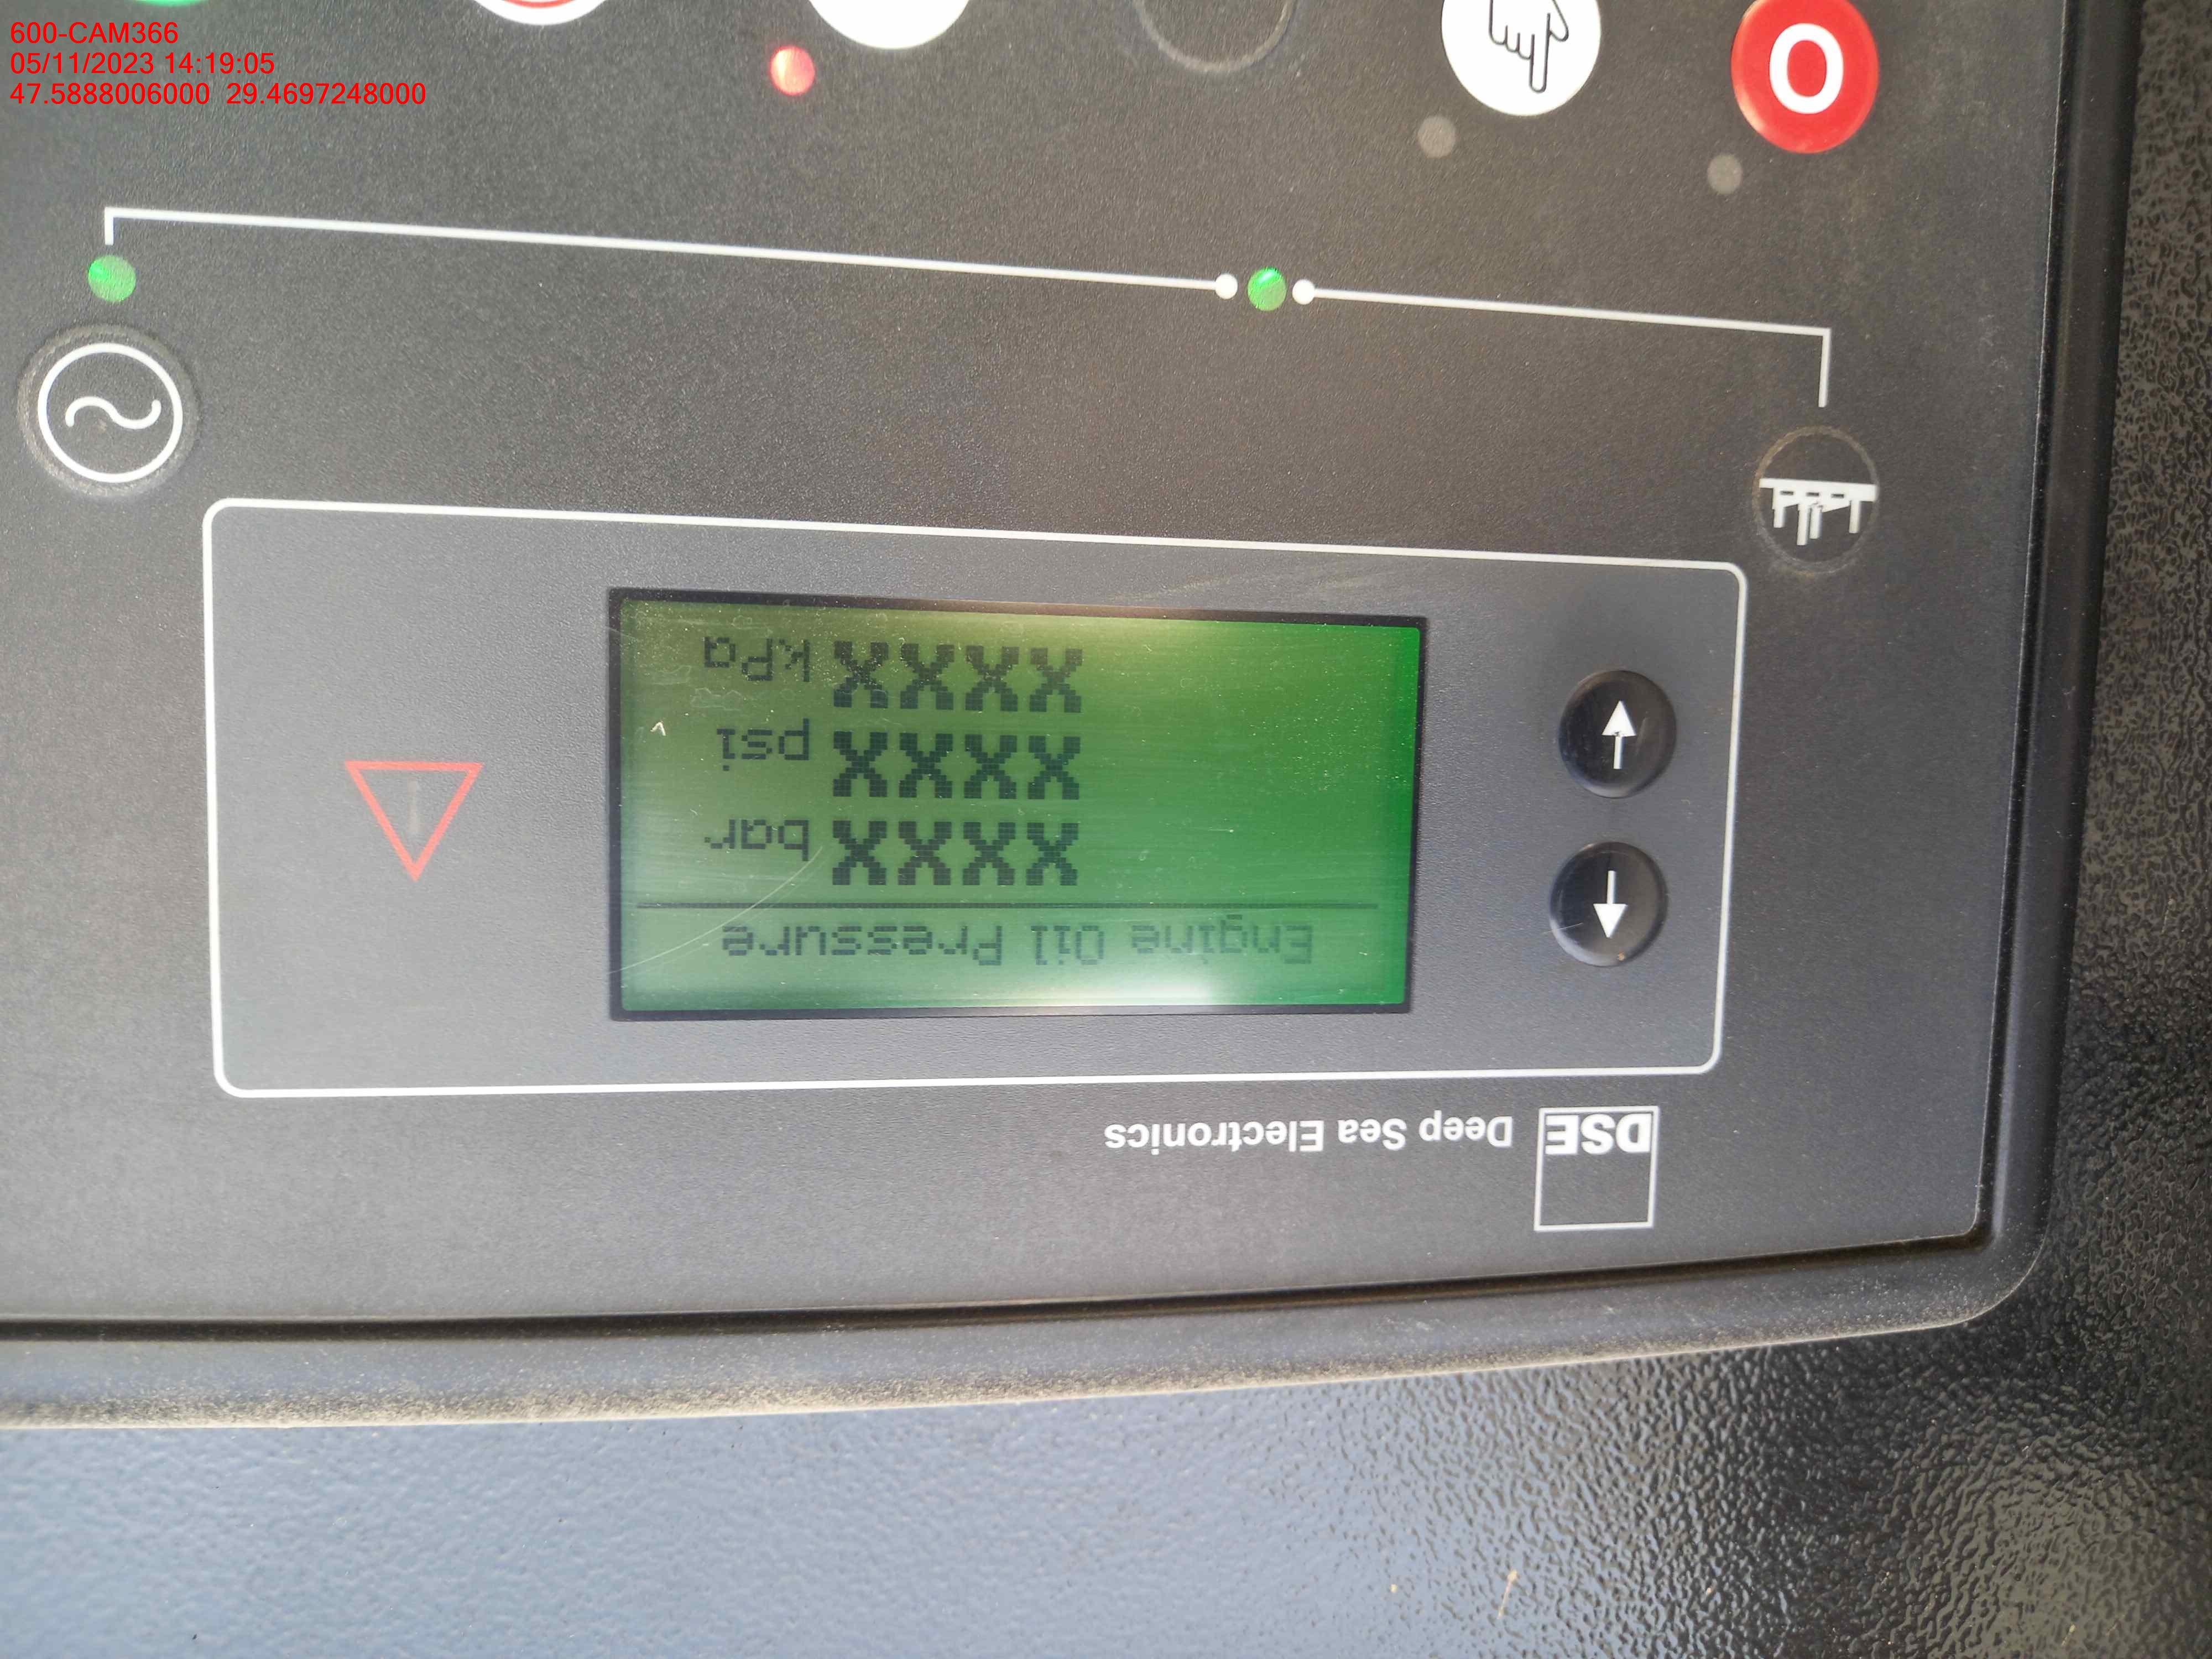 600-CAM366
05/11/2023 14:19:05
47.5888006000 29.4697248000
DSE Deep Sea Electronics
Engine Oil Pressure
XXXX bar
XXXX psi
XXXX kPa
O